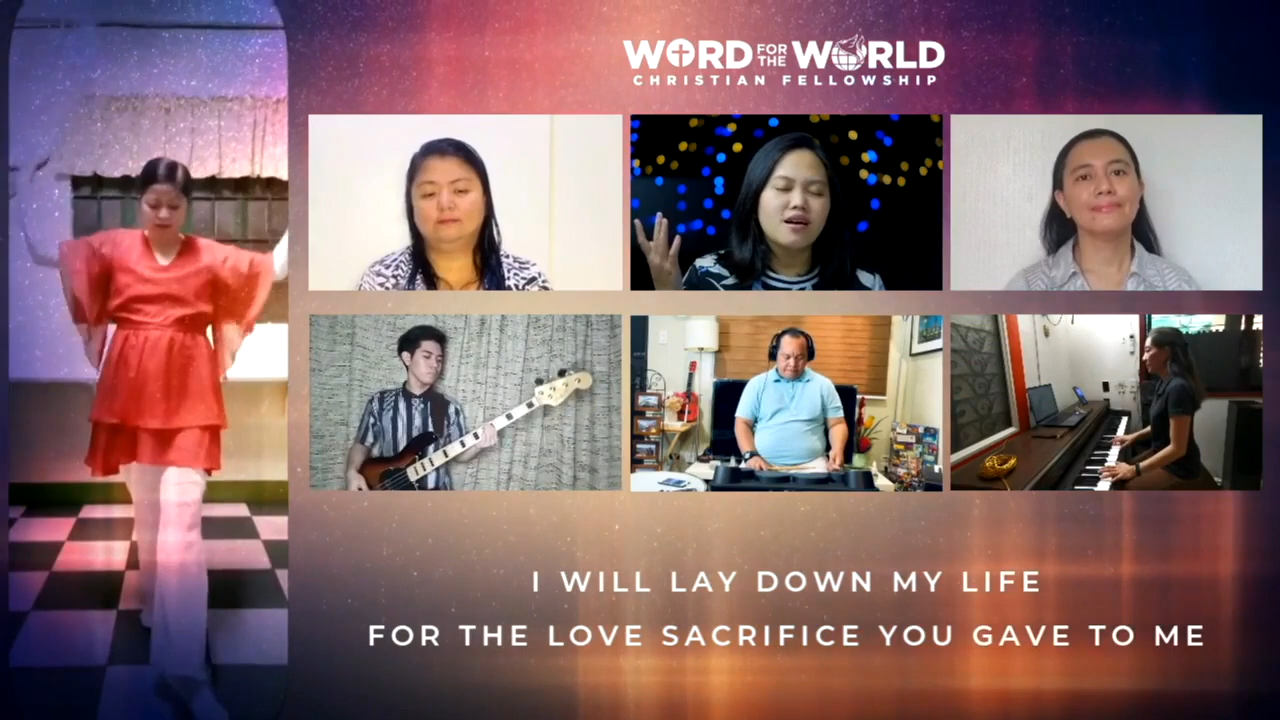 WORD FOR THE WORLD
CHRISTIAN FELLOWSHIP
I WILL LAY DOWN MY LIFE
FOR THE LOVE SACRIFICE YOU GAVE TO ME